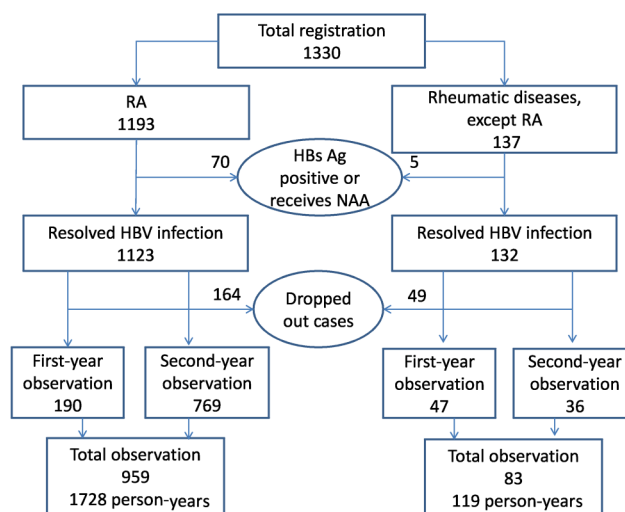 Total registration
1330
RA
1193
Rheumatic diseases,
except RA
137
70
HBs Ag
positive or
receives NAA
5
Resolved HBV infection
1123
Resolved HBV infection
132
164
Dropped
out cases
49
First-year
observation
190
Second-year
observation
769
First-year
observation
47
Second-year
observation
36
Total observation
959
1728 person-years
Total observation
83
119 person-years